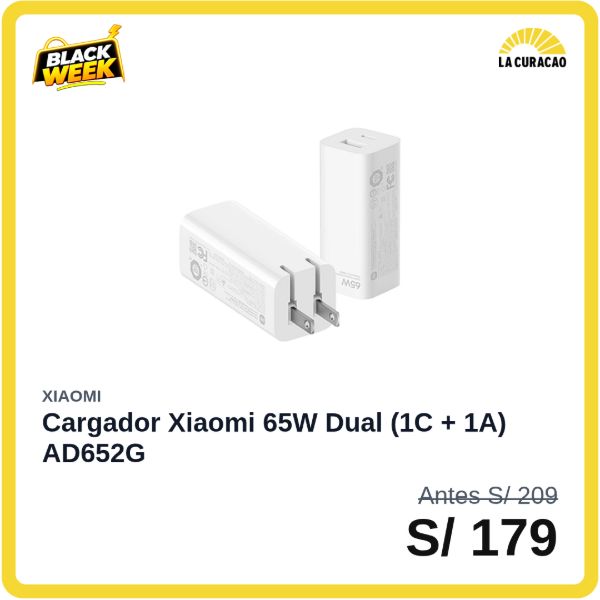 BLACK
WEEK
LA CURACAO
65W
XIAOMI
Cargador Xiaomi 65W Dual (1C + 1A)
AD652G
Antes S/ 209
S/ 179